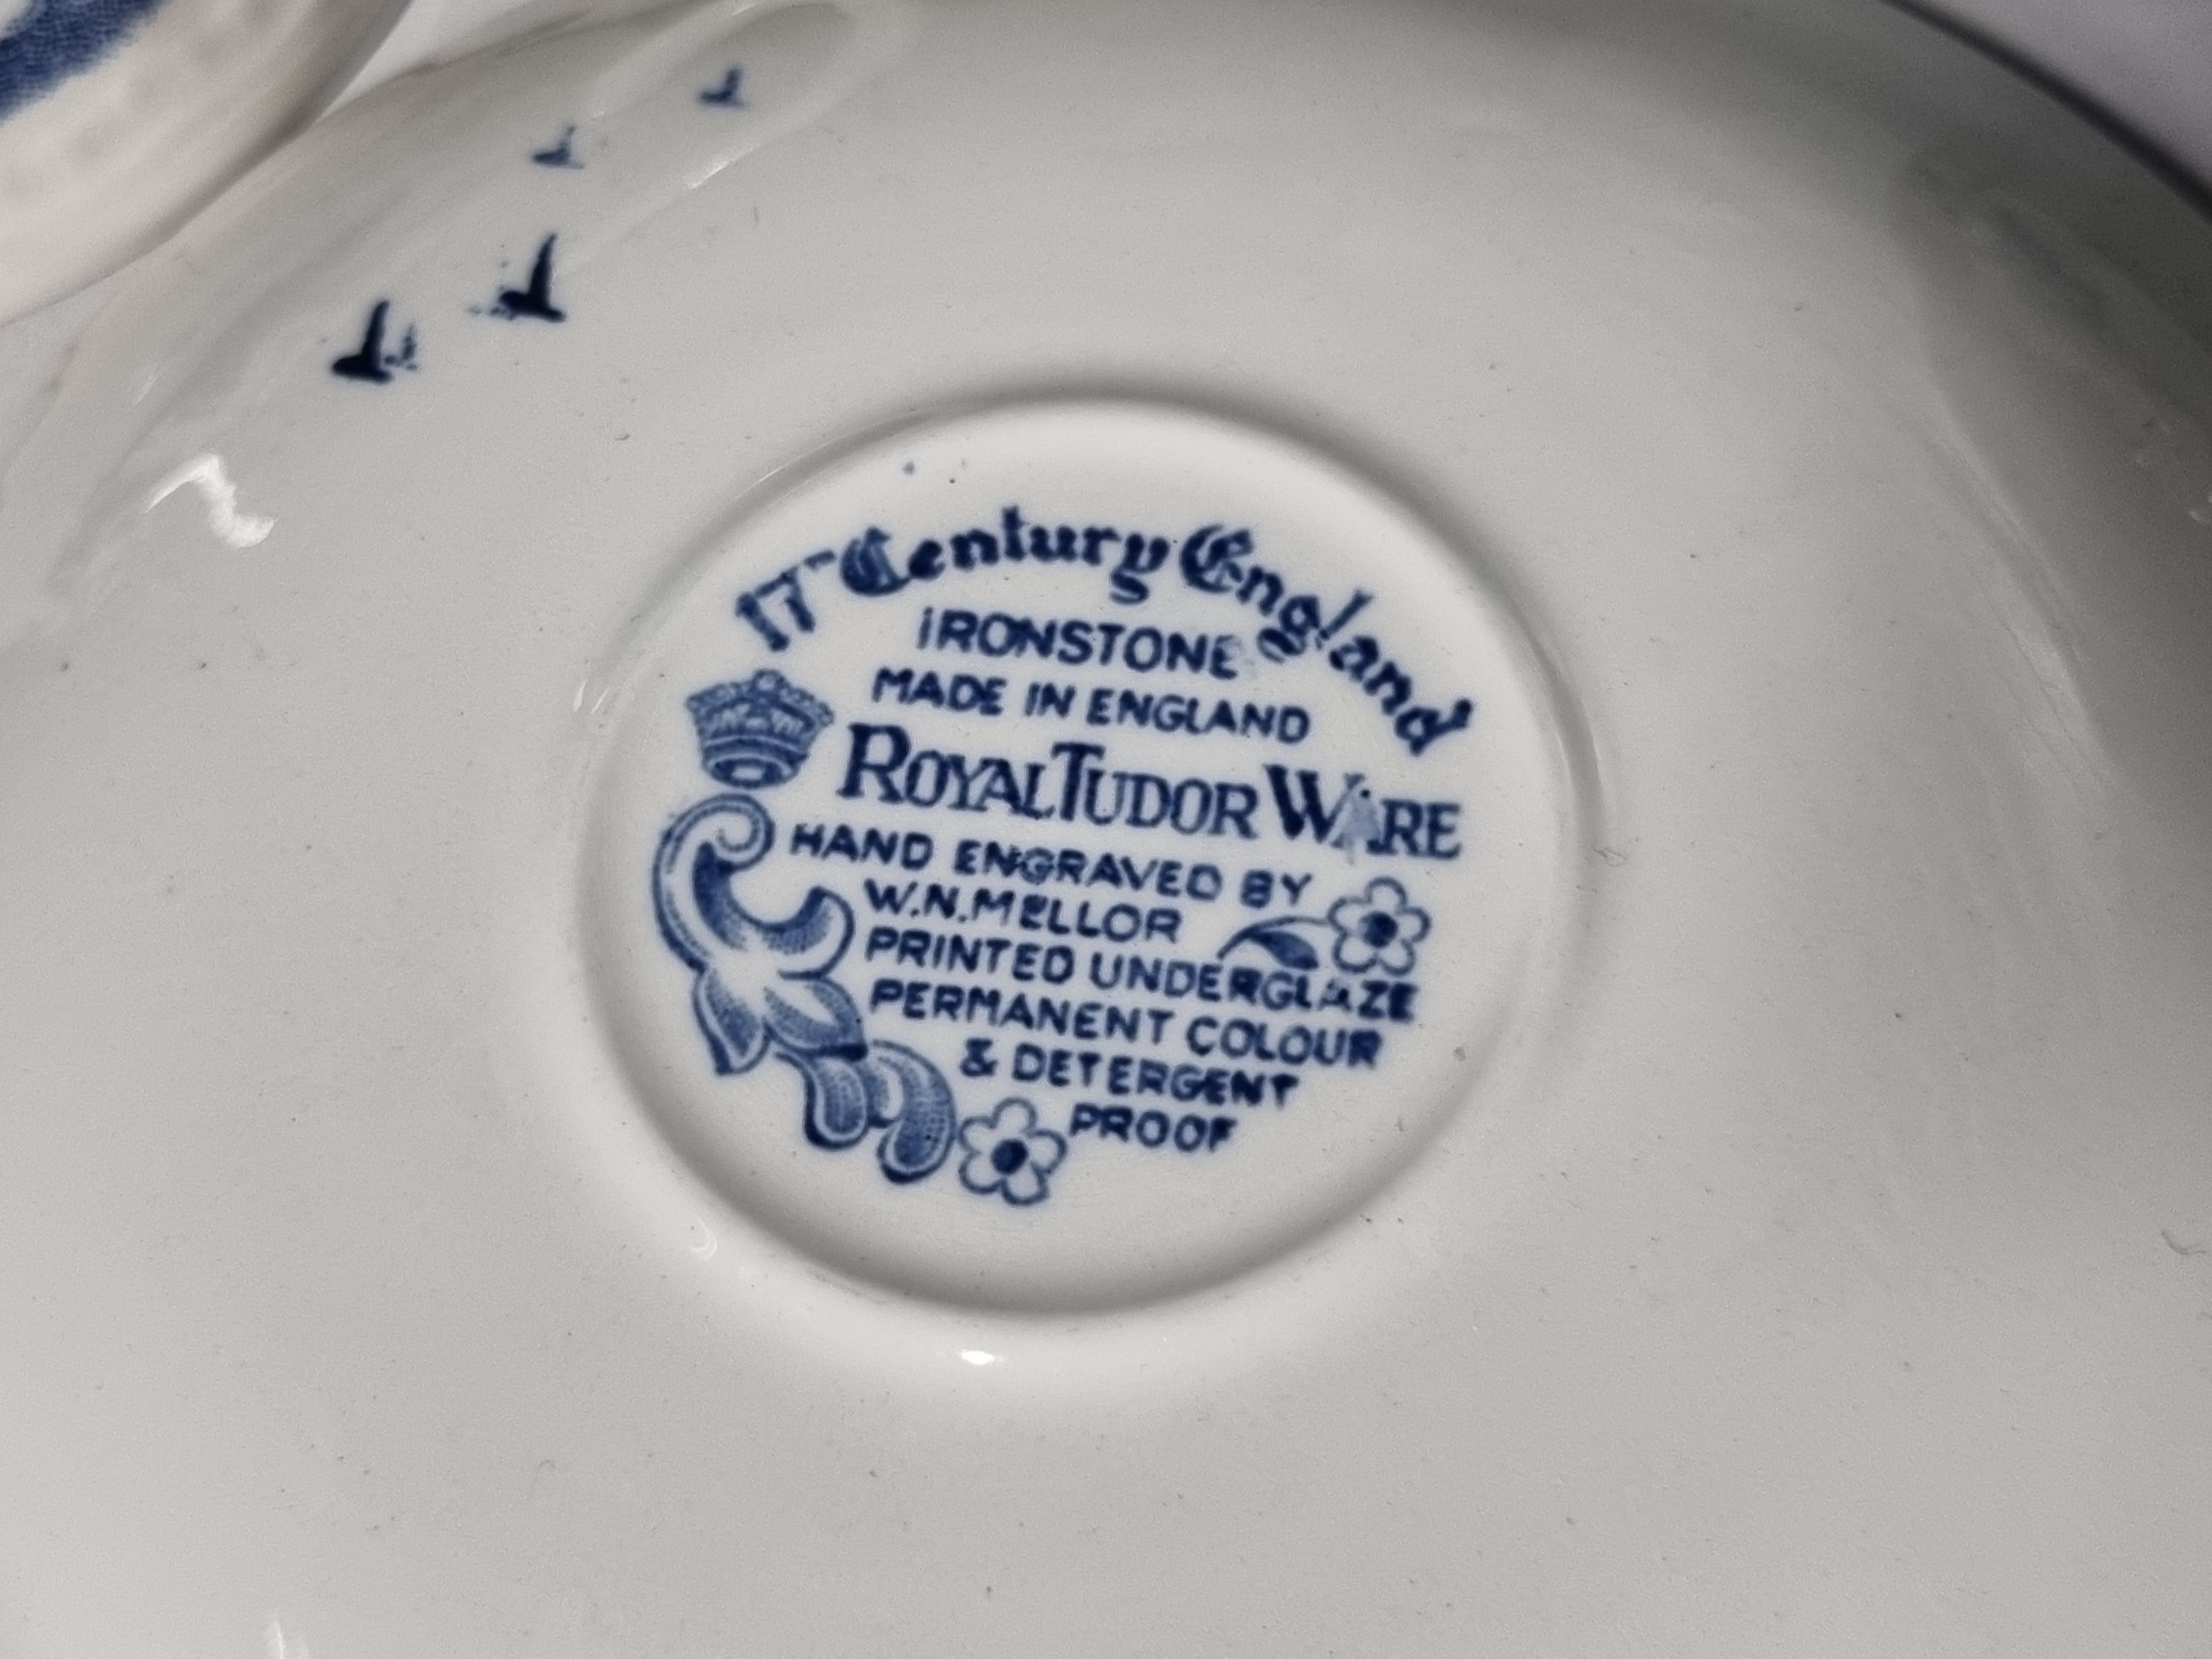 17th Century England
IRONSTONE
MADE IN ENGLAND
ROYAL TUDOR WARE
HAND ENGRAVED BY
W.N.MELLOR
PRINTED UNDERGLAZE
PERMANENT COLOUR
& DETERGENT
PROOF